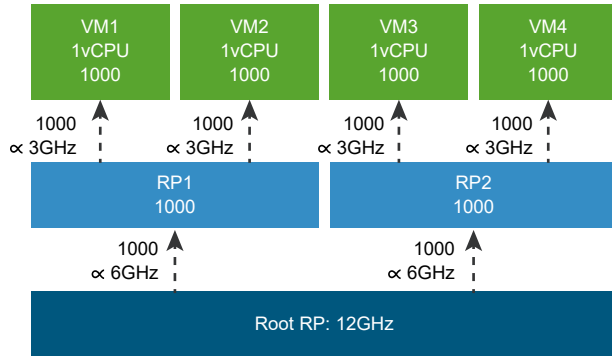 VM1
1vCPU
1000
VM2
1vCPU
1000
VM3
1vCPU
1000
VM4
1vCPU
1000
1000
∝ 3GHz
1000
∝ 3GHz
1000
∝ 3GHz
1000
∝ 3GHz
RP1
1000
RP2
1000
1000
∝ 6GHz
1000
∝ 6GHz
Root RP: 12GHz